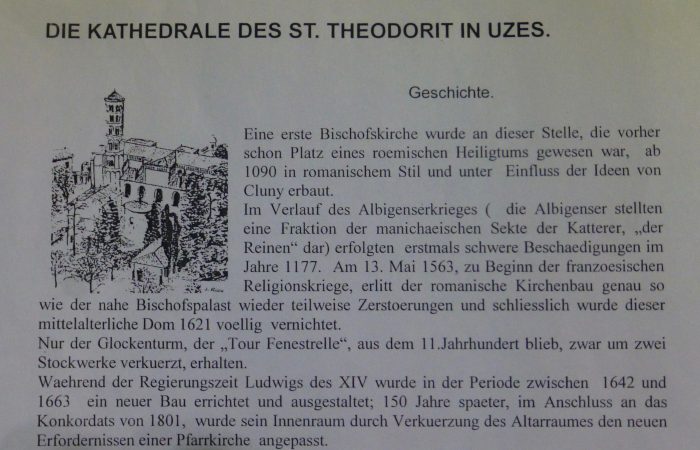 DIE KATHEDRALE DES ST. THEODORIT IN UZES.
Geschichte.
Eine erste Bischofskirche wurde an dieser Stelle, die vorher
schon Platz eines roemischen Heiligtums gewesen war, ab
1090 in romanischem Stil und unter Einfluss der Ideen von
Cluny erbaut.
Im Verlauf des Albigenserkrieges ( die Albigenser stellten
eine Fraktion der manichaeischen Sekte der Katterer, „der
Reinen“ dar) erfolgten erstmals schwere Beschaedigungen im
Jahre 1177. Am 13. Mai 1563, zu Beginn der franzoesischen
Religionskriege, erlitt der romanische Kirchenbau genau so
wie der nahe Bischofspalast wieder teilweise Zerstoerungen und schliesslich wurde dieser
mittelalterliche Dom 1621 voellig vernichtet.
Nur der Glockenturm, der „Tour Fenestrelle“, aus dem 11.Jahrhundert blieb, zwar um zwei
Stockwerke verkuerzt, erhalten.
Waehrend der Regierungszeit Ludwigs des XIV wurde in der Periode zwischen 1642 und
1663 ein neuer Bau errichtet und ausgestaltet; 150 Jahre spaeter, im Anschluss an das
Konkordats von 1801, wurde sein Innenraum durch Verkuerzung des Altarraumes den neuen
Erfordernissen einer Pfarrkirche angepasst.